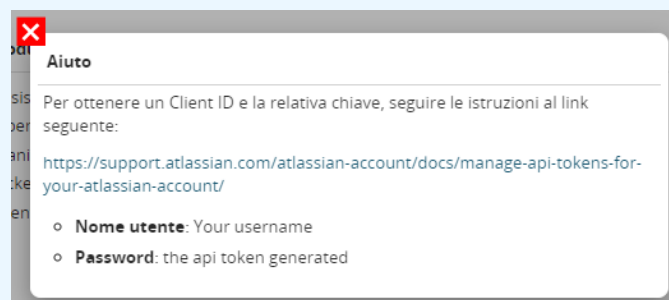 Aiuto
Per ottenere un Client ID e la relativa chiave, seguire le istruzioni al link
seguente:
https://support.atlassian.com/atlassian-account/docs/manage-api-tokens-for-
your-atlassian-account/
Nome utente: Your username
Password: the api token generated